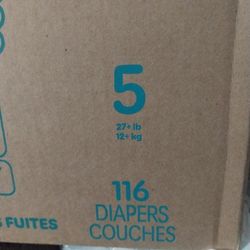 5
27+ lb
12+ kg
116
DIAPERS
COUCHES
FUITES